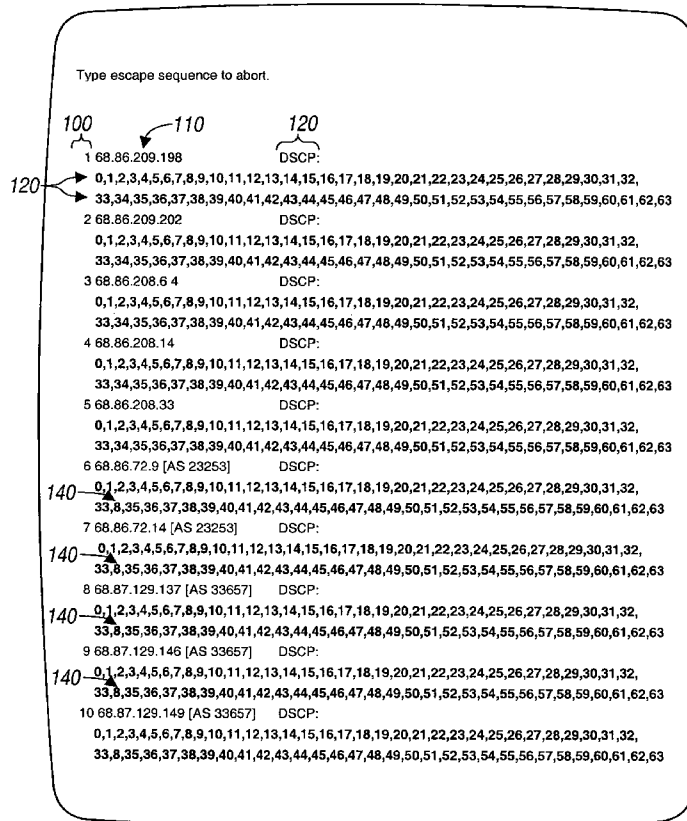 Type escape sequence to abort.
100 110 120
1 68.86.209.198 DSCP:
120 0,1,2,3,4,5,6,7,8,9,10,11,12,13,14,15,16,17,18,19,20,21,22,23,24,25,26,27,28,29,30,31,32,
33,34,35,36,37,38,39,40,41,42,43,44,45,46,47,48,49,50,51,52,53,54,55,56,57,58,59,60,61,62,63
2 68.86.209.202 DSCP:
0,1,2,3,4,5,6,7,8,9,10,11,12,13,14,15,16,17,18,19,20,21,22,23,24,25,26,27,28,29,30,31,32,
33,34,35,36,37,38,39,40,41,42,43,44,45,46,47,48,49,50,51,52,53,54,55,56,57,58,59,60,61,62,63
3 68.86.208.6 4 DSCP:
0,1,2,3,4,5,6,7,8,9,10,11,12,13,14,15,16,17,18,19,20,21,22,23,24,25,26,27,28,29,30,31,32,
33,34,35,36,37,38,39,40,41,42,43,44,45,46,47,48,49,50,51,52,53,54,55,56,57,58,59,60,61,62,63
4 68.86.208.14 DSCP:
0,1,2,3,4,5,6,7,8,9,10,11,12,13,14,15,16,17,18,19,20,21,22,23,24,25,26,27,28,29,30,31,32,
33,34,35,36,37,38,39,40,41,42,43,44,45,46,47,48,49,50,51,52,53,54,55,56,57,58,59,60,61,62,63
5 68.86.208.33 DSCP:
0,1,2,3,4,5,6,7,8,9,10,11,12,13,14,15,16,17,18,19,20,21,22,23,24,25,26,27,28,29,30,31,32,
33,34,35,36,37,38,39,40,41,42,43,44,45,46,47,48,49,50,51,52,53,54,55,56,57,58,59,60,61,62,63
6 68.86.72.9 [AS 23253] DSCP:
140 0,1,2,3,4,5,6,7,8,9,10,11,12,13,14,15,16,17,18,19,20,21,22,23,24,25,26,27,28,29,30,31,32,
33,8,35,36,37,38,39,40,41,42,43,44,45,46,47,48,49,50,51,52,53,54,55,56,57,58,59,60,61,62,63
7 68.86.72.14 [AS 23253] DSCP:
140 0,1,2,3,4,5,6,7,8,9,10,11,12,13,14,15,16,17,18,19,20,21,22,23,24,25,26,27,28,29,30,31,32,
33,8,35,36,37,38,39,40,41,42,43,44,45,46,47,48,49,50,51,52,53,54,55,56,57,58,59,60,61,62,63
8 68.87.129.137 [AS 33657] DSCP:
140 0,1,2,3,4,5,6,7,8,9,10,11,12,13,14,15,16,17,18,19,20,21,22,23,24,25,26,27,28,29,30,31,32,
33,8,35,36,37,38,39,40,41,42,43,44,45,46,47,48,49,50,51,52,53,54,55,56,57,58,59,60,61,62,63
9 68.87.129.146 [AS 33657] DSCP:
140 0,1,2,3,4,5,6,7,8,9,10,11,12,13,14,15,16,17,18,19,20,21,22,23,24,25,26,27,28,29,30,31,32,
33,8,35,36,37,38,39,40,41,42,43,44,45,46,47,48,49,50,51,52,53,54,55,56,57,58,59,60,61,62,63
10 68.87.129.149 [AS 33657] DSCP:
0,1,2,3,4,5,6,7,8,9,10,11,12,13,14,15,16,17,18,19,20,21,22,23,24,25,26,27,28,29,30,31,32,
33,8,35,36,37,38,39,40,41,42,43,44,45,46,47,48,49,50,51,52,53,54,55,56,57,58,59,60,61,62,63